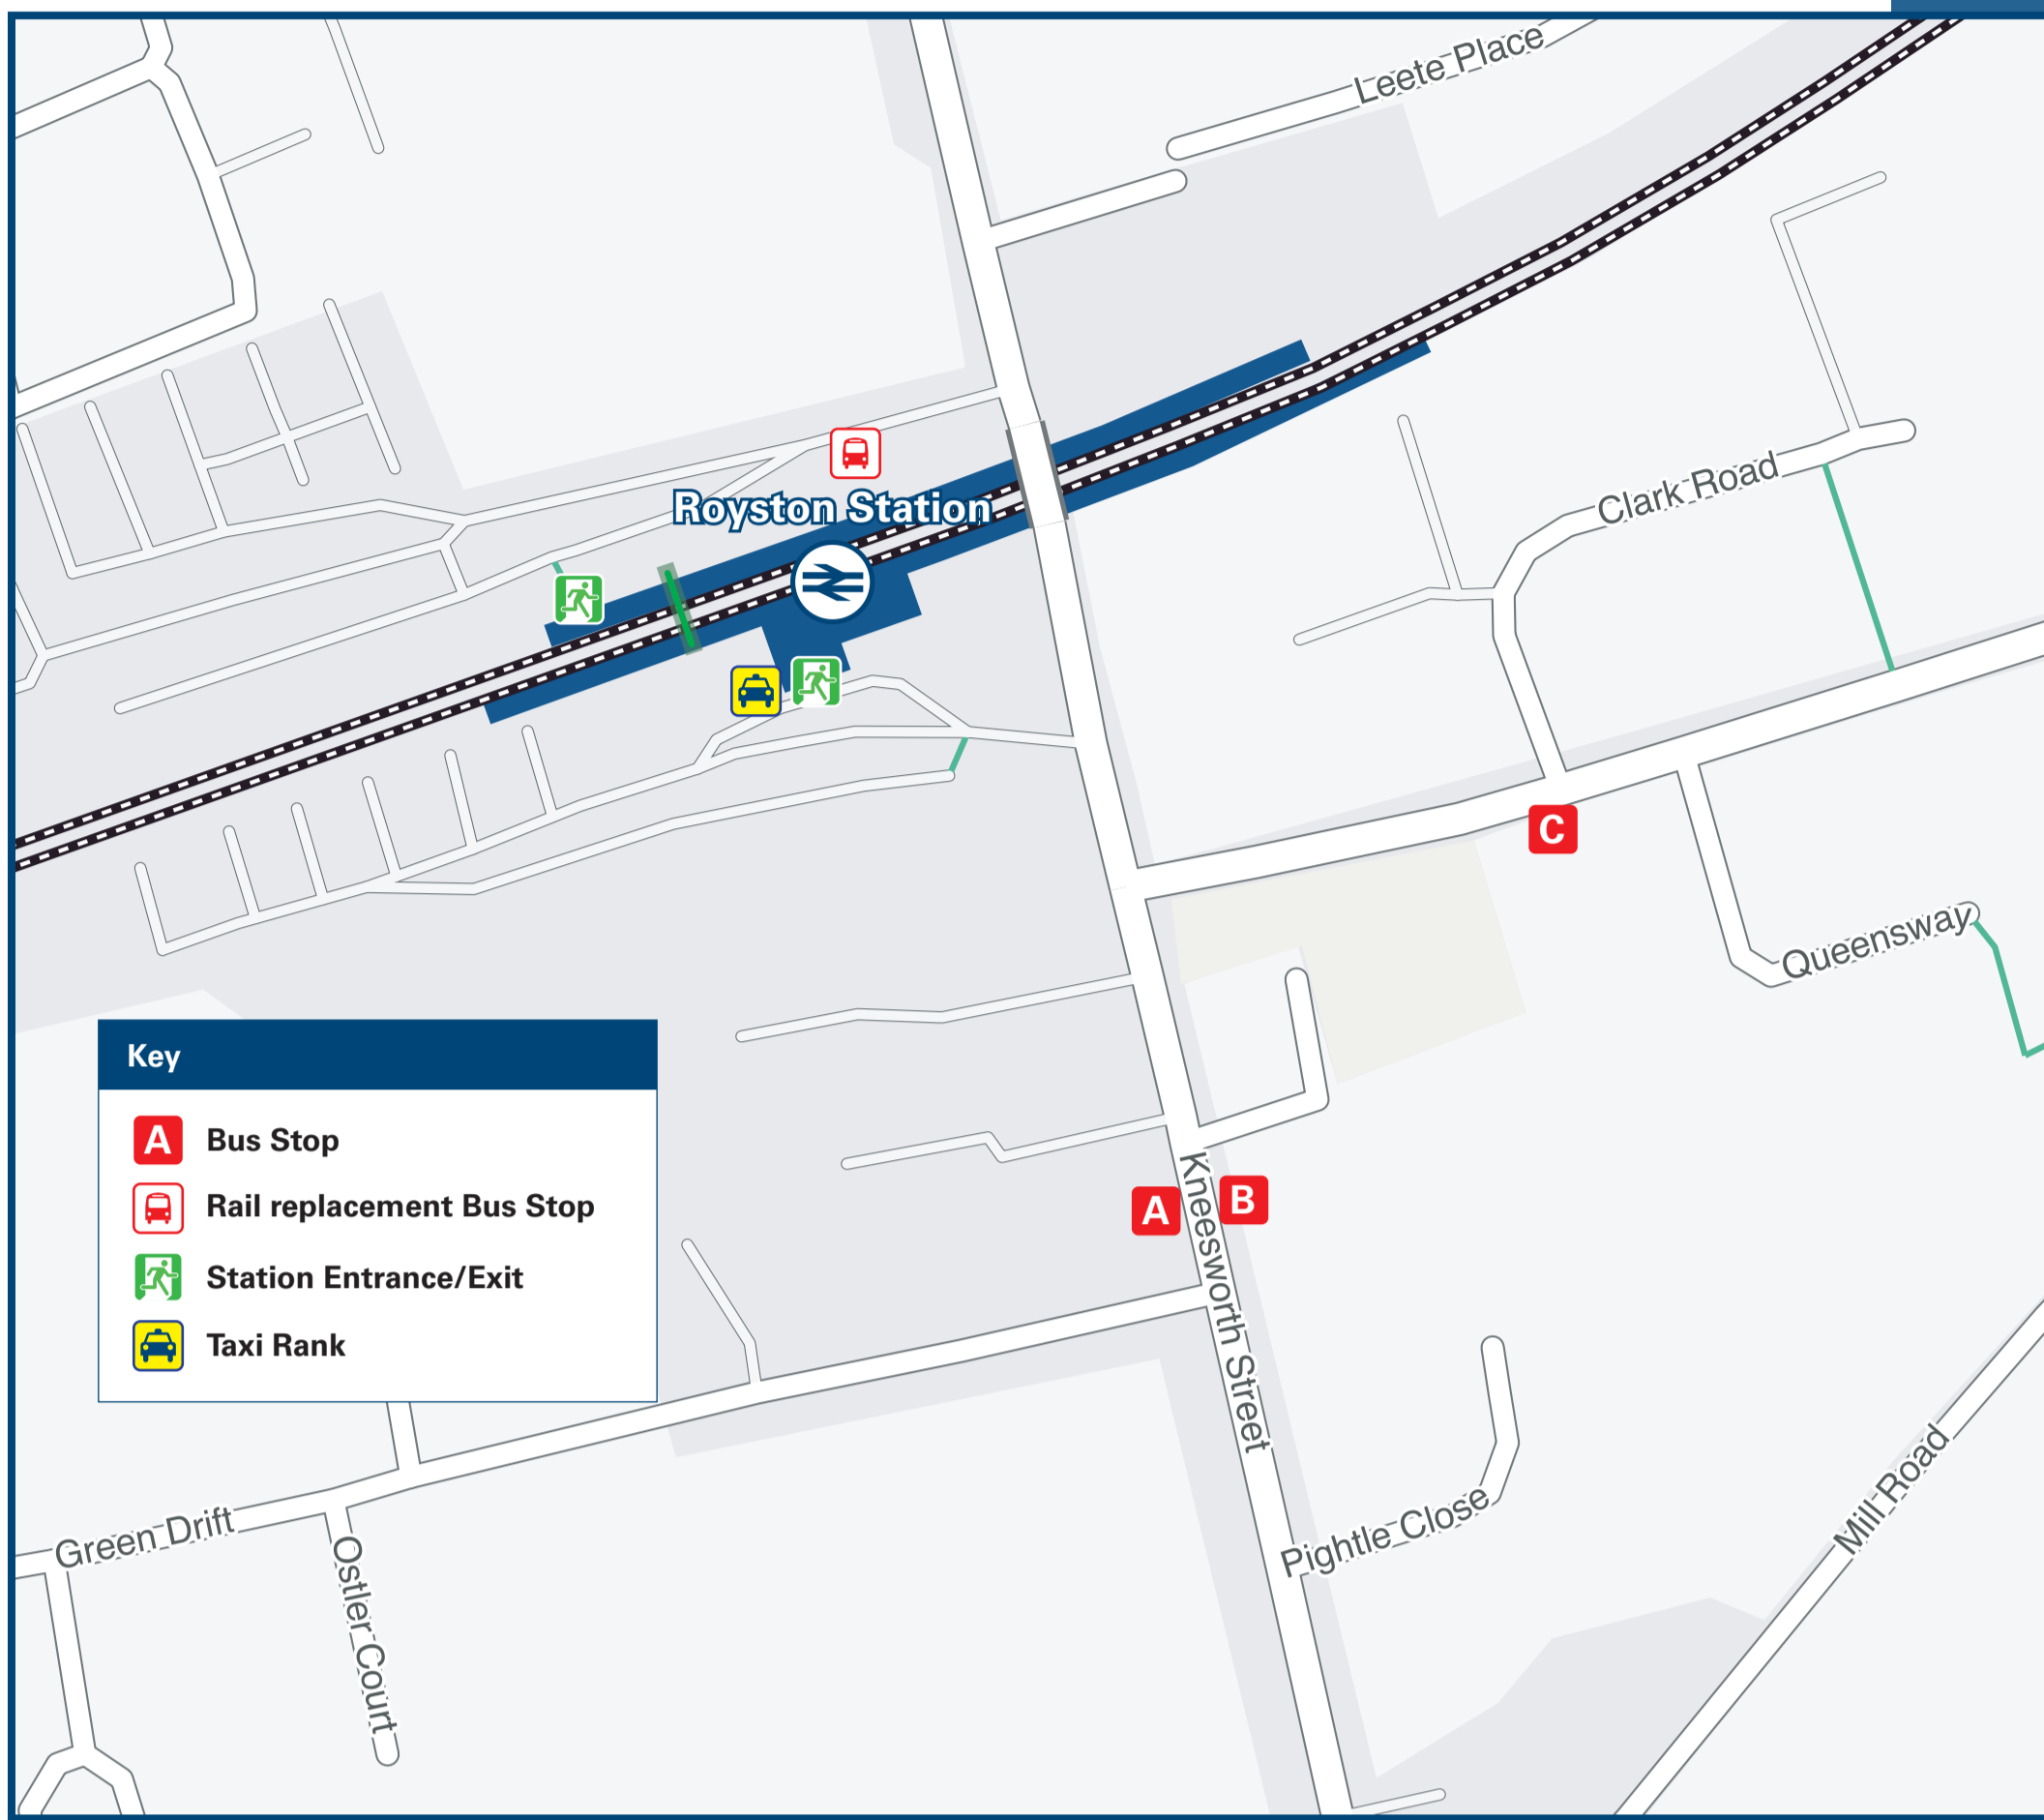 Leete Place
Clark Road
Royston Station
C
Queensway
Key
A Bus Stop
Rail replacement Bus Stop
Station Entrance/Exit
Taxi Rank
A
B
Kneesworth Street
Pightle Close
Mill Road
Green Drift
Ostler Court